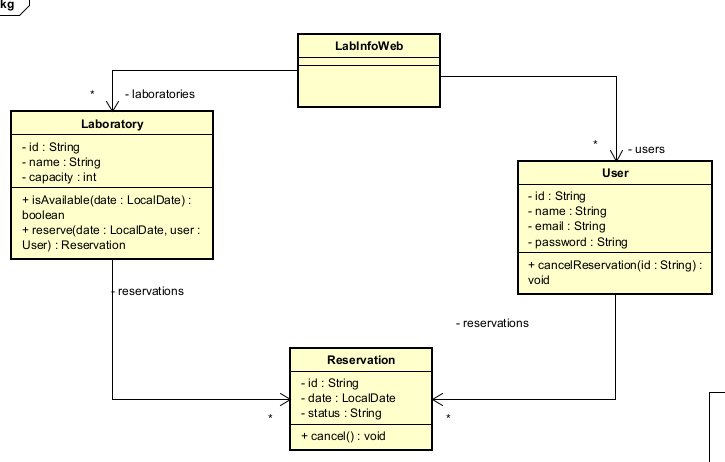 kg
LabInfoWeb
*
- laboratories
Laboratory
- id : String
- name : String
- capacity : int
+ isAvailable(date : LocalDate) :
boolean
+ reserve(date : LocalDate, user :
User) : Reservation
*
- users
User
- id : String
- name : String
- email : String
- password : String
+ cancelReservation(id : String) :
void
- reservations
- reservations
Reservation
- id : String
- date : LocalDate
- status : String
+ cancel() : void
*
*